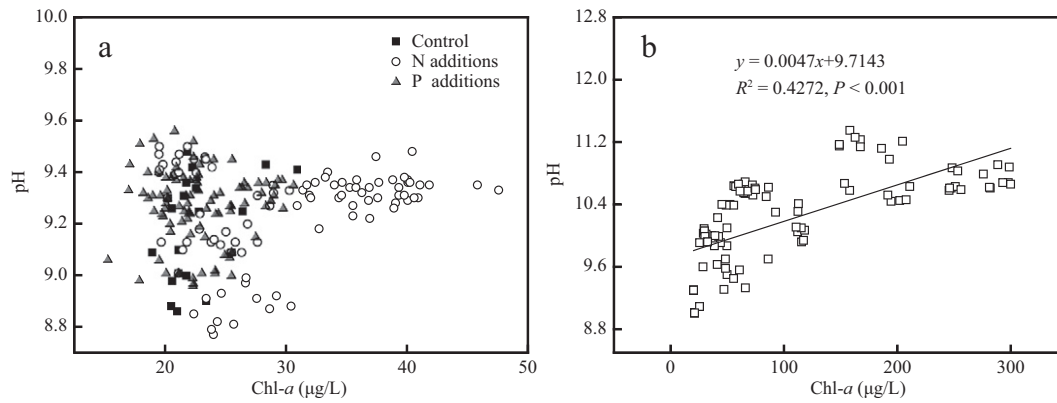 a
Control
N additions
P additions
pH
10.0
9.8
9.6
9.4
9.2
9.0
8.8
20
30
40
50
Chl-a (μg/L)
b
y = 0.0047x+9.7143
R² = 0.4272, P < 0.001
pH
12.8
12.0
11.2
10.4
9.6
8.8
0
100
200
300
Chl-a (μg/L)